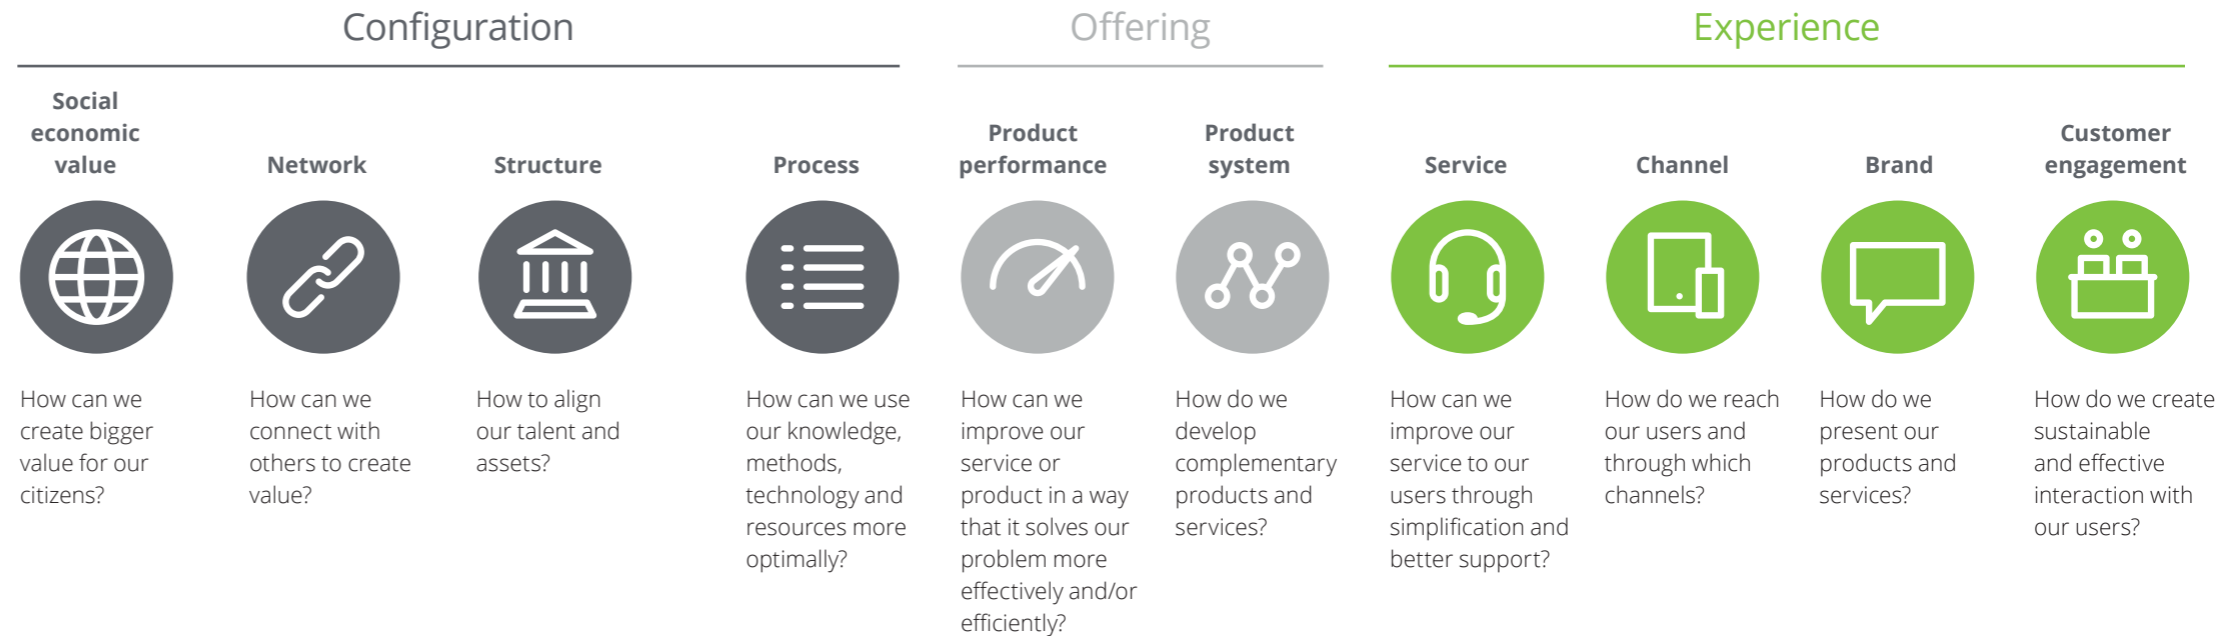 Configuration
Social
economic
value
How can we
create bigger
value for our
citizens?
Network
How can we
connect with
others to create
value?
Structure
How to align
our talent and
assets?
Process
How can we use
our knowledge,
methods,
technology and
resources more
optimally?
Offering
Product
performance
How can we
improve our
service or
product in a way
that it solves our
problem more
effectively and/or
efficiently?
Product
system
How do we
develop
complementary
products and
services?
Experience
Service
How can we
improve our
service to our
users through
simplification and
better support?
Channel
How do we reach
our users and
through which
channels?
Brand
How do we
present our
products and
services?
Customer
engagement
How do we create
sustainable
and effective
interaction with
our users?